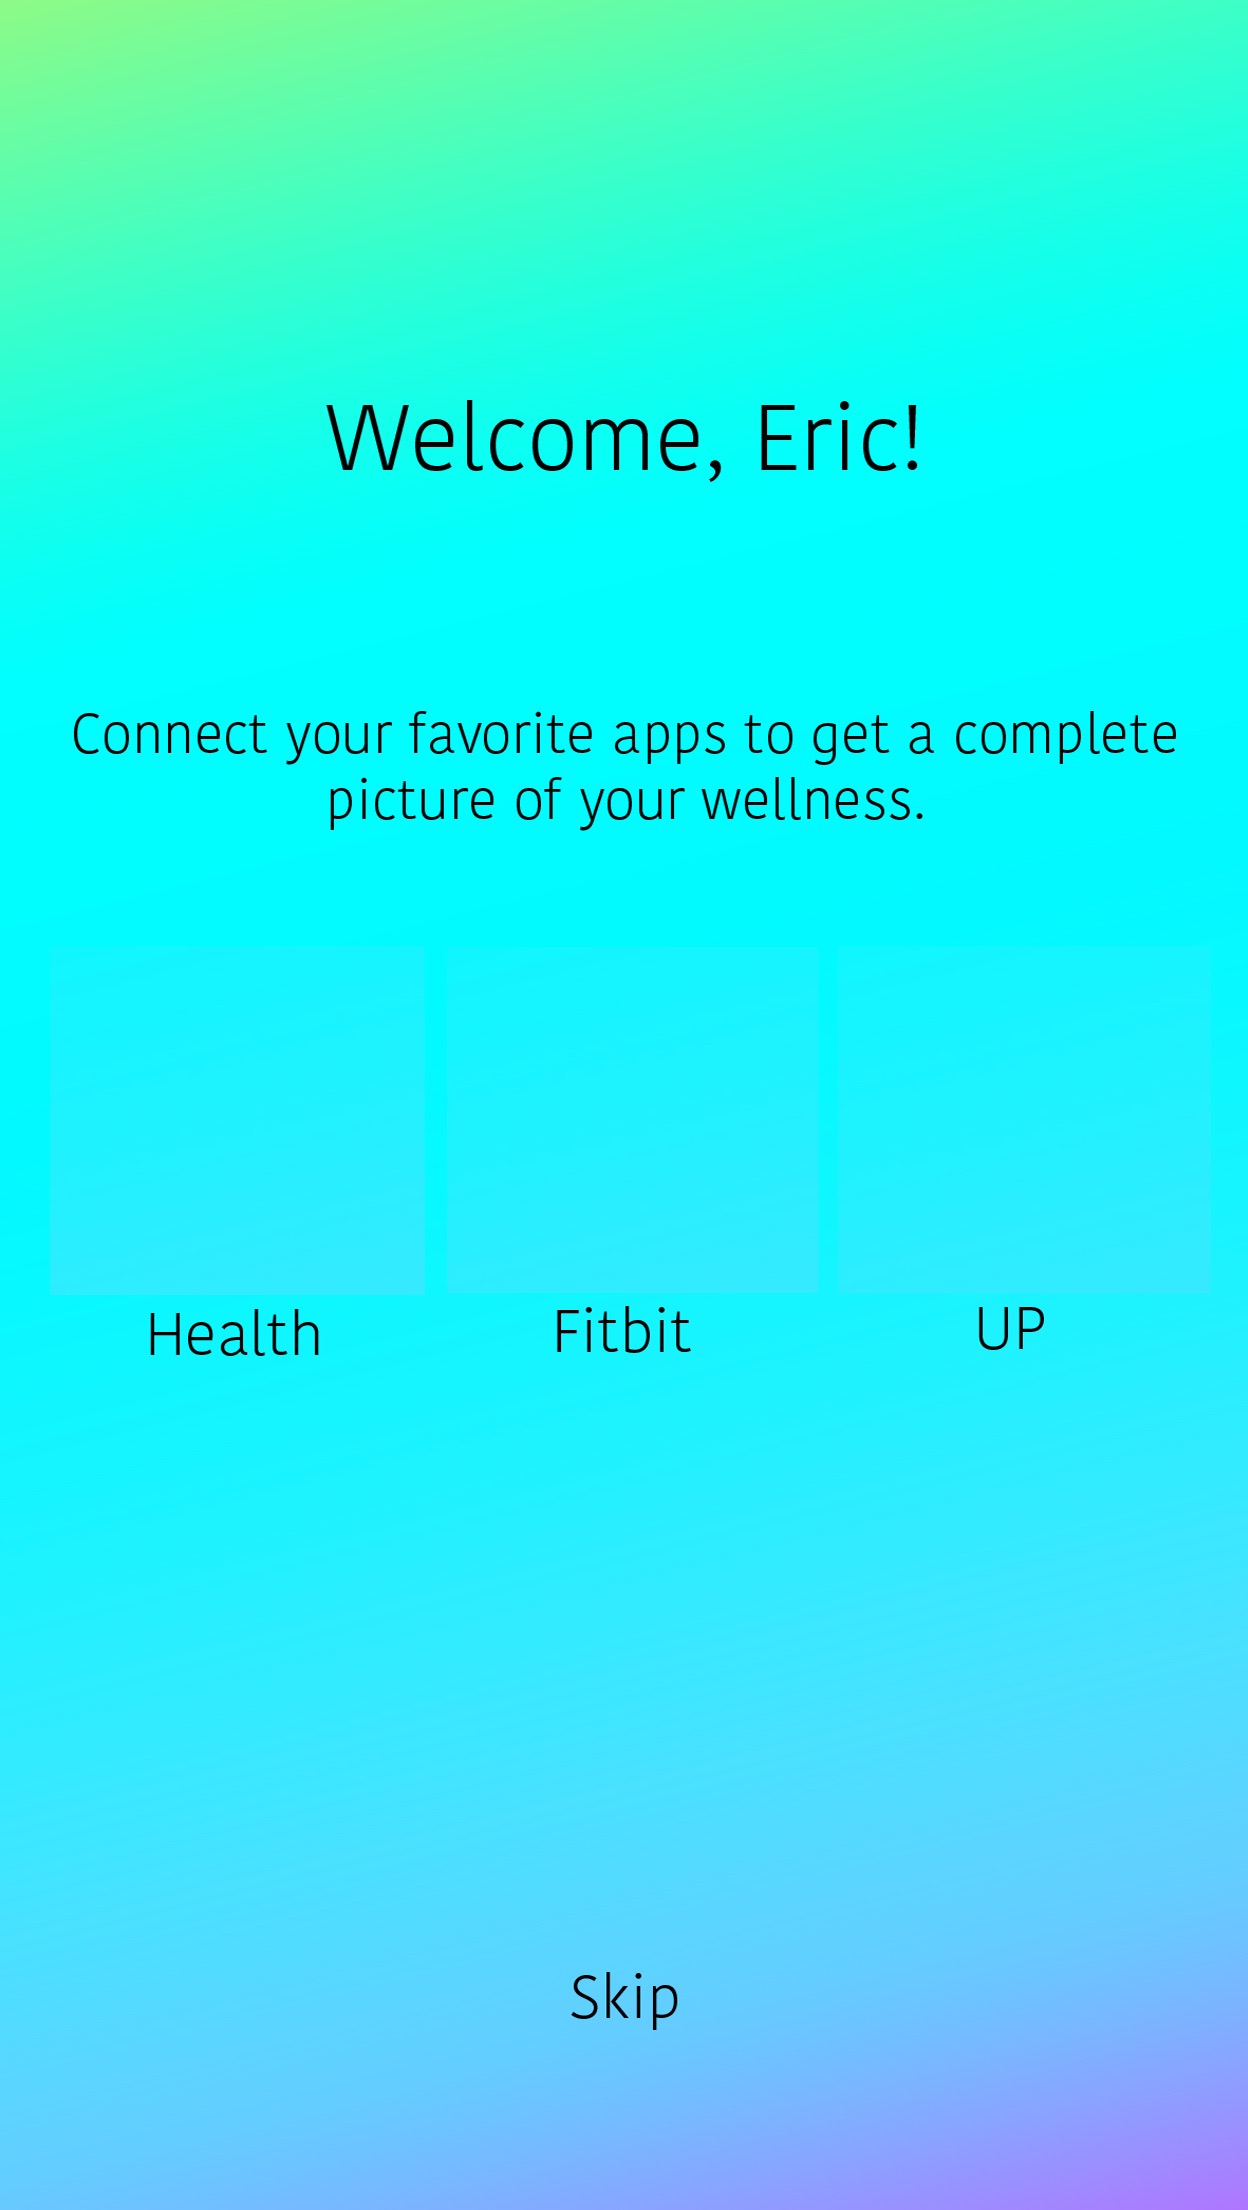 Welcome, Eric!
Connect your favorite apps to get a complete
picture of your wellness.
Health
Fitbit
UP
Skip